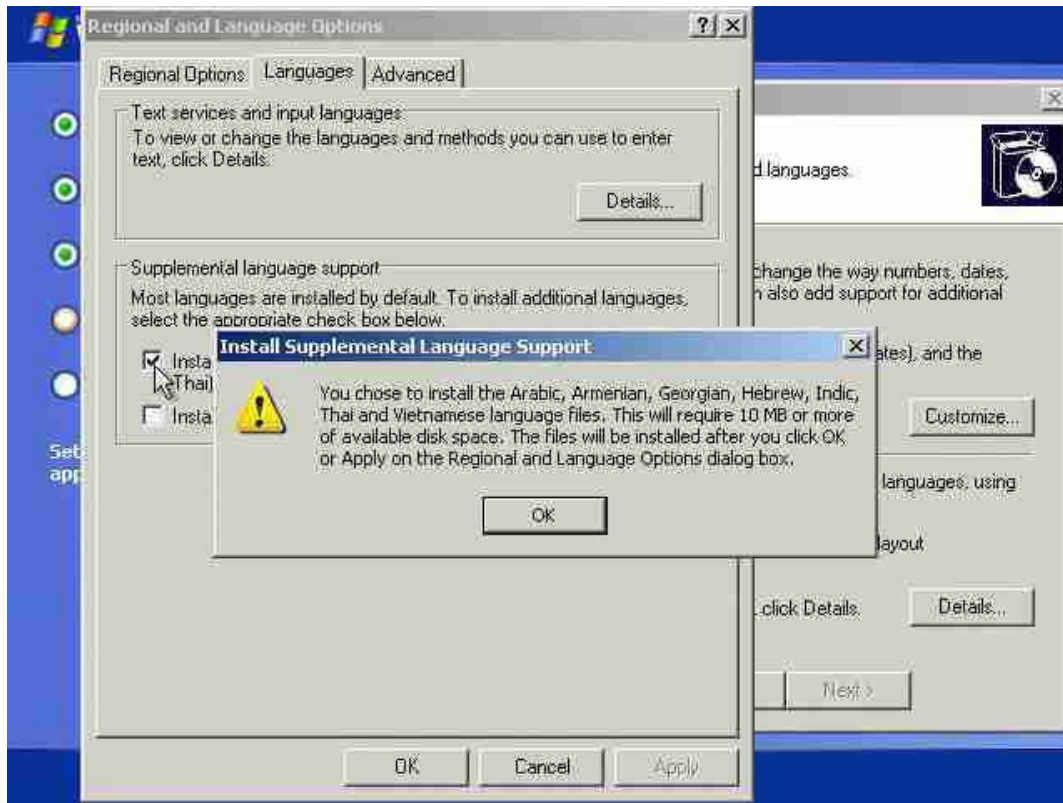 Regional and Language Options
Regional Options
Languages
Advanced
Text services and input languages
To view or change the languages and methods you can use to enter
text, click Details.
Details...
Supplemental language support
Most languages are installed by default. To install additional languages,
select the appropriate check box below.
Insta
Thai)
Insta
Install Supplemental Language Support
You chose to install the Arabic, Armenian, Georgian, Hebrew, Indic,
Thai and Vietnamese language files. This will require 10 MB or more
of available disk space. The files will be installed after you click OK
or Apply on the Regional and Language Options dialog box.
OK
OK
Cancel
Apply
Set
app
d languages.
change the way numbers, dates,
also add support for additional
ates), and the
Customize...
languages, using
layout
click Details.
Details...
Next >